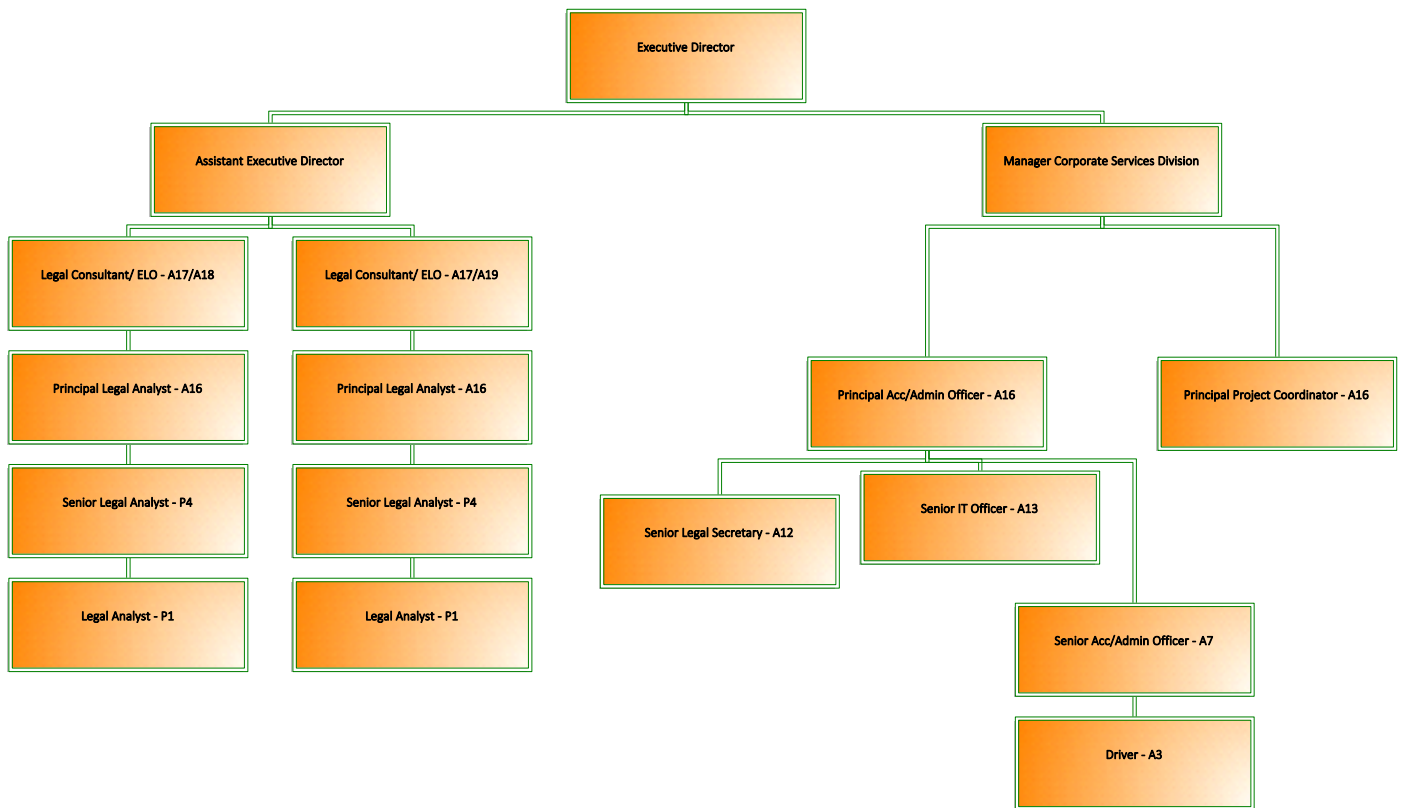 Executive Director
Assistant Executive Director
Manager Corporate Services Division
Legal Consultant/ ELO - A17/A18
Legal Consultant/ ELO - A17/A19
Principal Legal Analyst - A16
Principal Legal Analyst - A16
Principal Acc/Admin Officer - A16
Principal Project Coordinator - A16
Senior Legal Analyst - P4
Senior Legal Analyst - P4
Senior Legal Secretary - A12
Senior IT Officer - A13
Legal Analyst - P1
Legal Analyst - P1
Senior Acc/Admin Officer - A7
Driver - A3